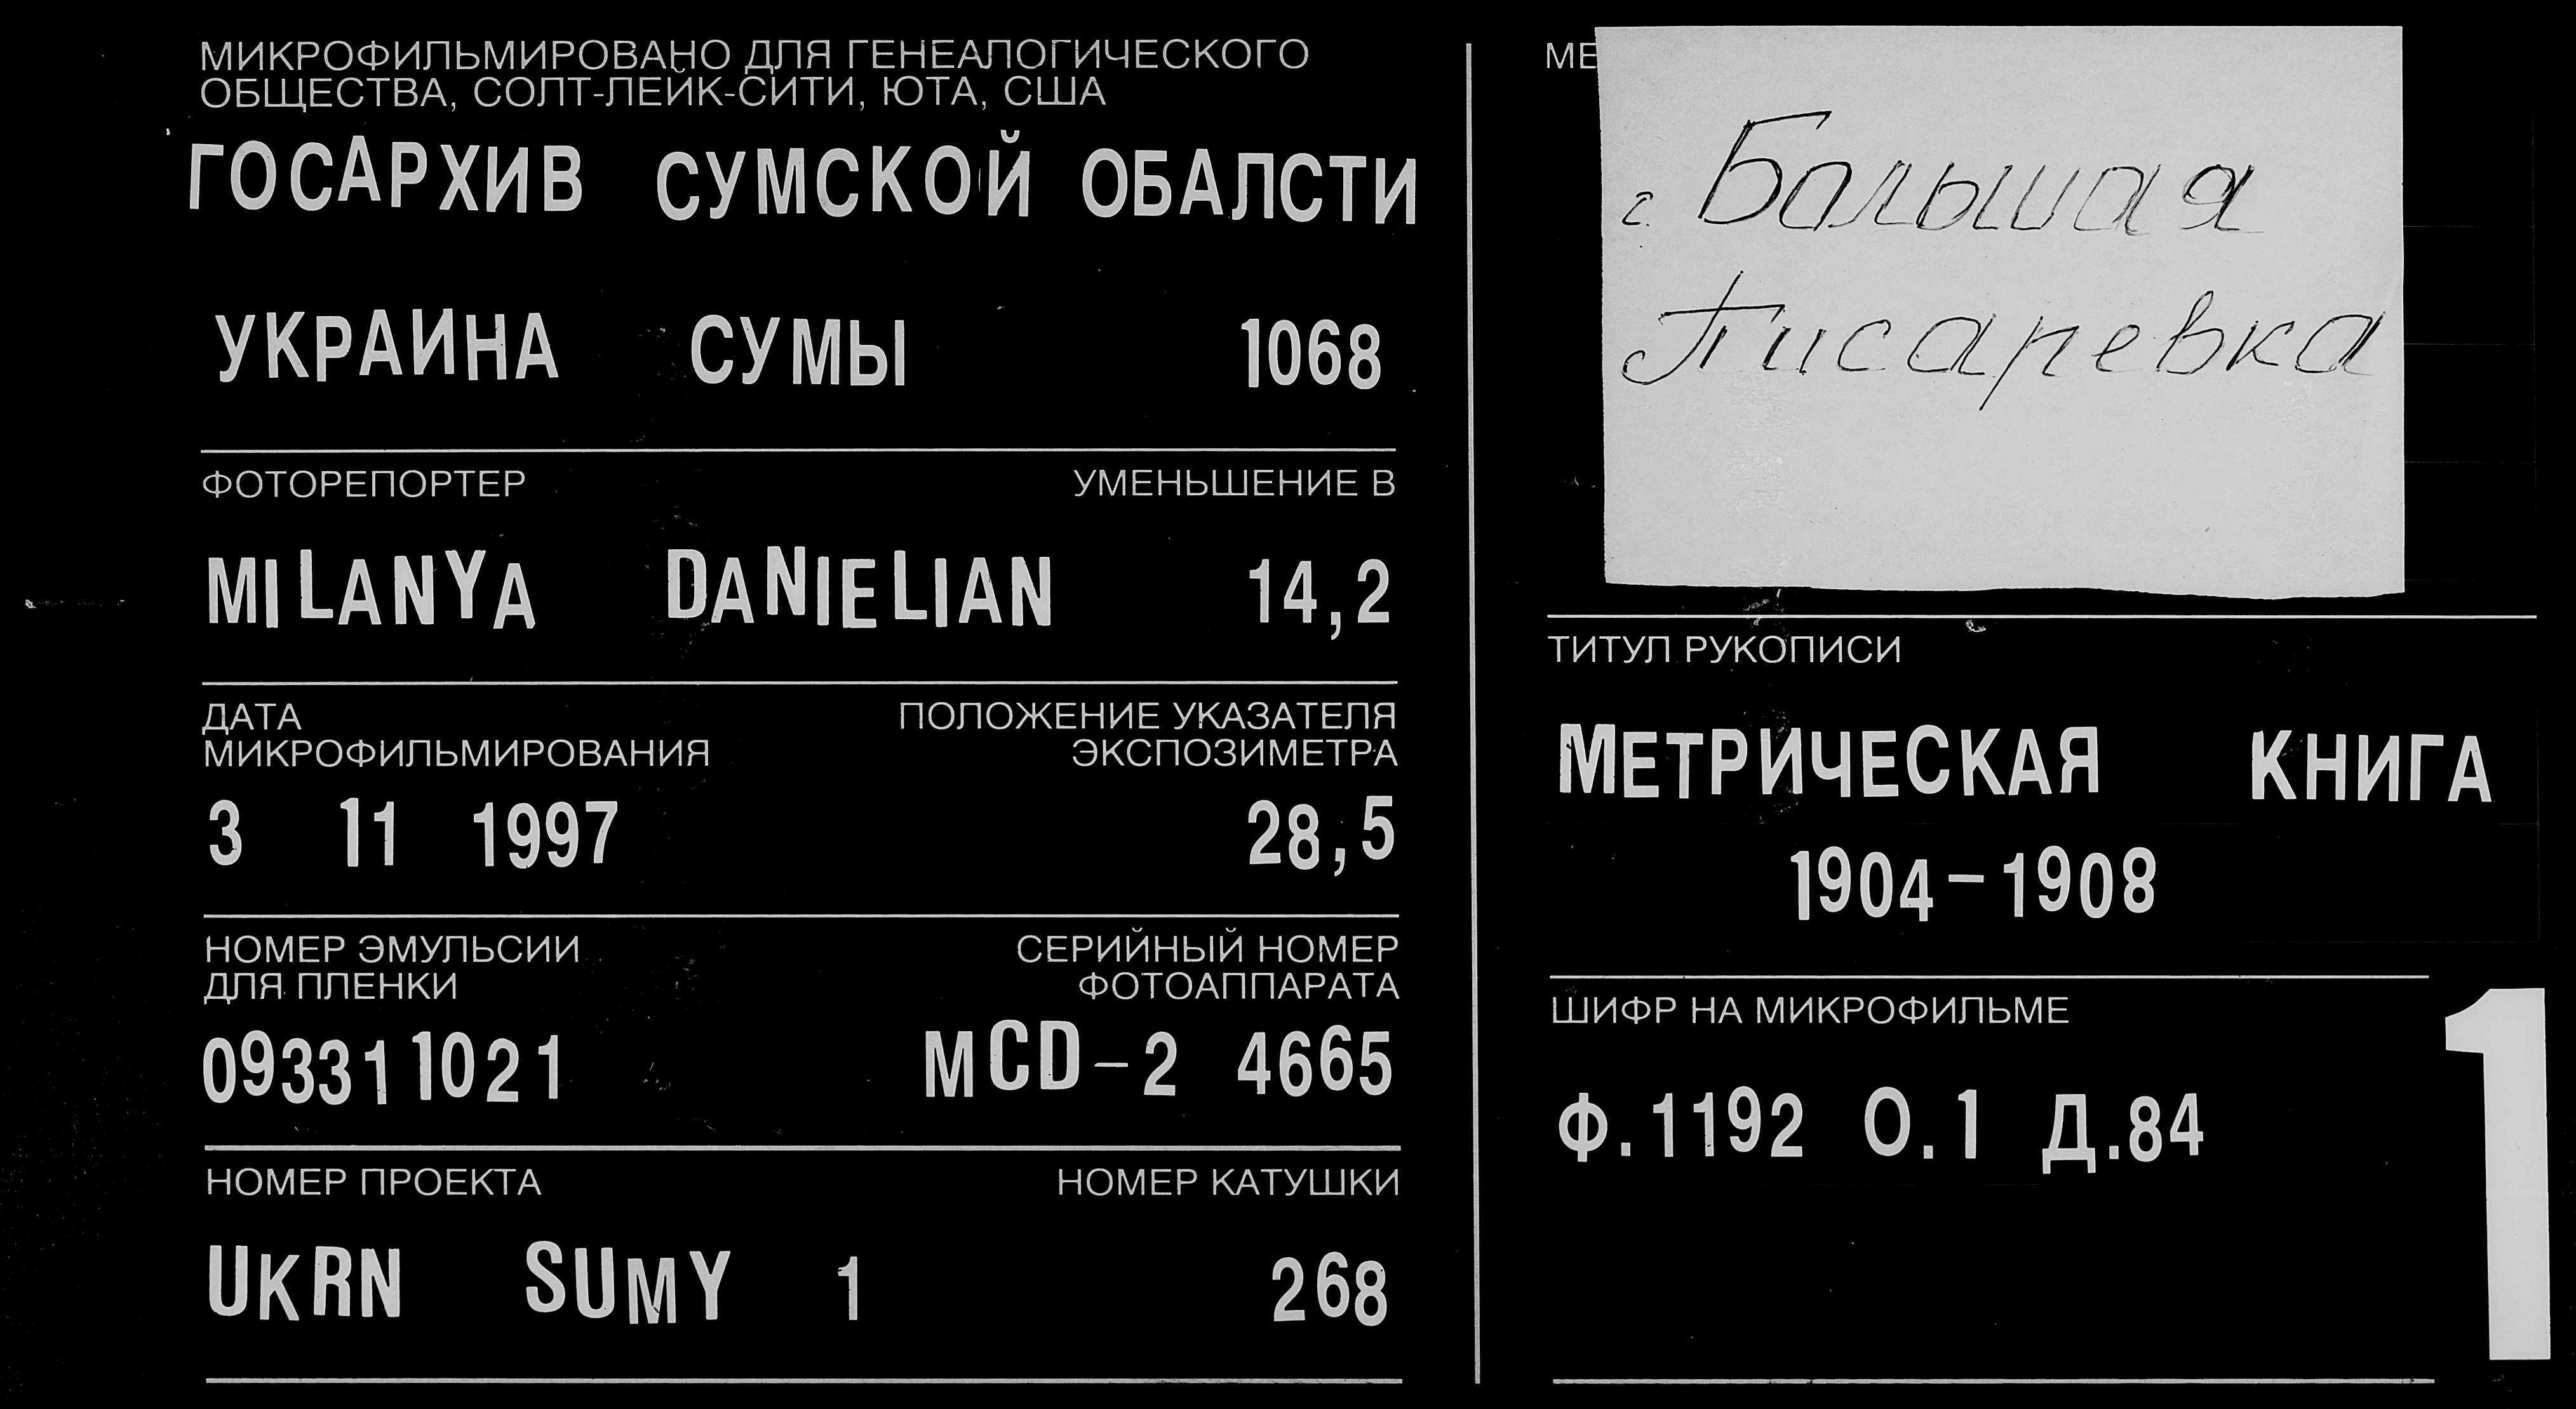 МИКРОФИЛЬМИРОВАНО ДЛЯ ГЕНЕАЛОГИЧЕСКОГО
ОБЩЕСТВА, СОЛТ-ЛЕЙК-СИТИ, ЮТА, США
ГОСАРХИВ СУМСКОЙ ОБАЛСТИ
УКРАИНА СУМЫ 1068
ФОТОРЕПОРТЕР УМЕНЬШЕНИЕ В
MILANYA DANIELIAN 14,2
ДАТА
МИКРОФИЛЬМИРОВАНИЯ
ПОЛОЖЕНИЕ УКАЗАТЕЛЯ
ЭКСПОЗИМЕТРА
3 11 1997 28,5
НОМЕР ЭМУЛЬСИИ
ДЛЯ ПЛЕНКИ
СЕРИЙНЫЙ НОМЕР
ФОТОАППАРАТА
09331 1021 MCD-2 4665
НОМЕР ПРОЕКТА НОМЕР КАТУШКИ
UKRN SUMY 1 268
с. Большая
Писаревка
ТИТУЛ РУКОПИСИ
МЕТРИЧЕСКАЯ КНИГА
1904-1908
ШИФР НА МИКРОФИЛЬМЕ
Ф.1192 О.1 Д.84
1